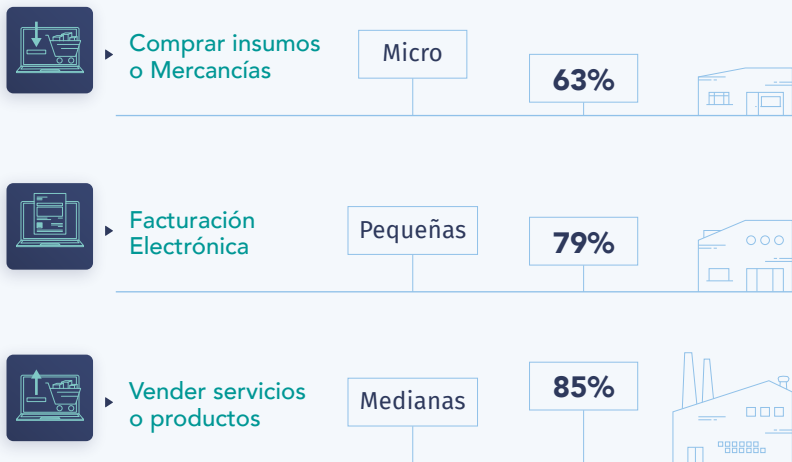 Comprar insumos
o Mercancías
Micro
63%
Facturación
Electrónica
Pequeñas
79%
Vender servicios
o productos
Medianas
85%